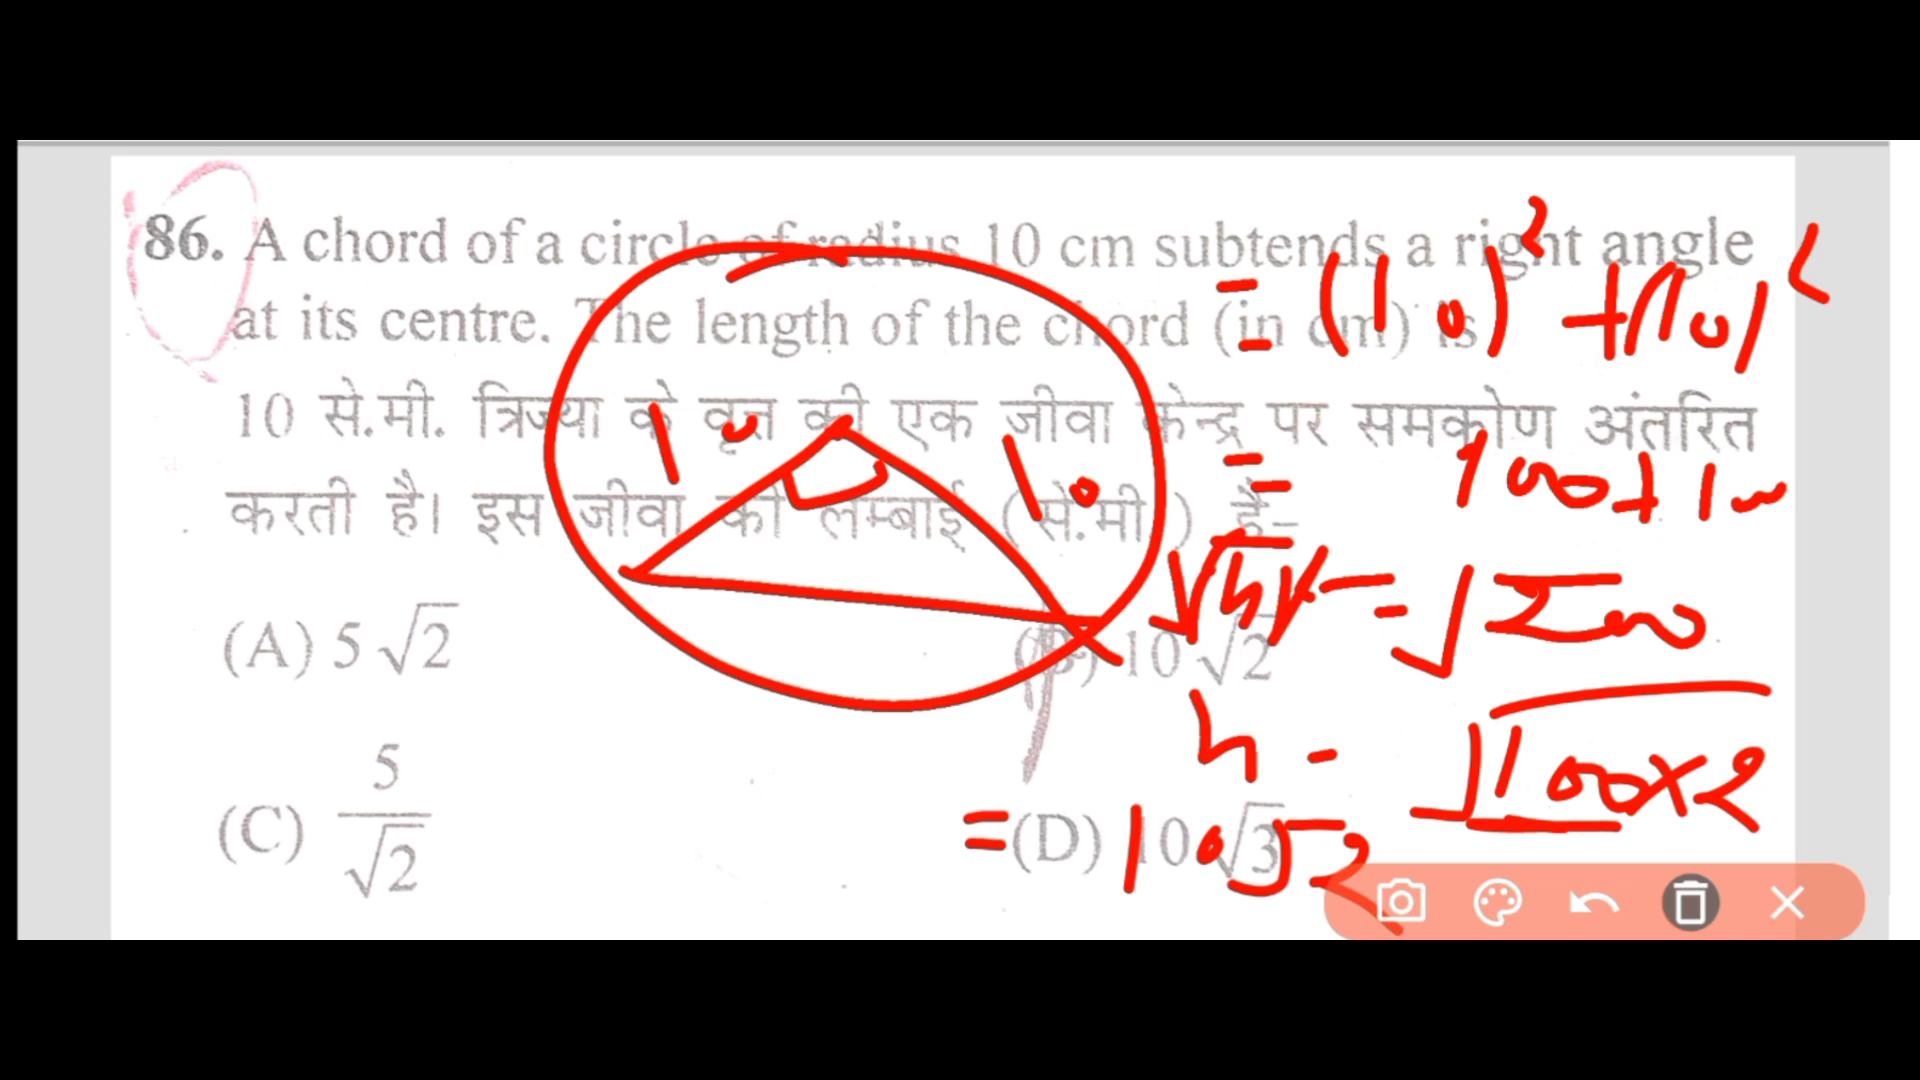 86. A chord of a circle of radius 10 cm subtends a right angle
at its centre. The length of the chord (in cm) is
10 से.मी. त्रिज्या के वृत्त की एक जीवा केन्द्र पर समकोण अंतरित
करती है। इस जीवा की लम्बाई (से.मी.) है–
(A) 5 √2
(B) 10 √2
(C) 5/√2
(D) 10 √3
10
10
= (10)² + (10)²
= 100 + 100
= √200
h = √100×2
= 10√2